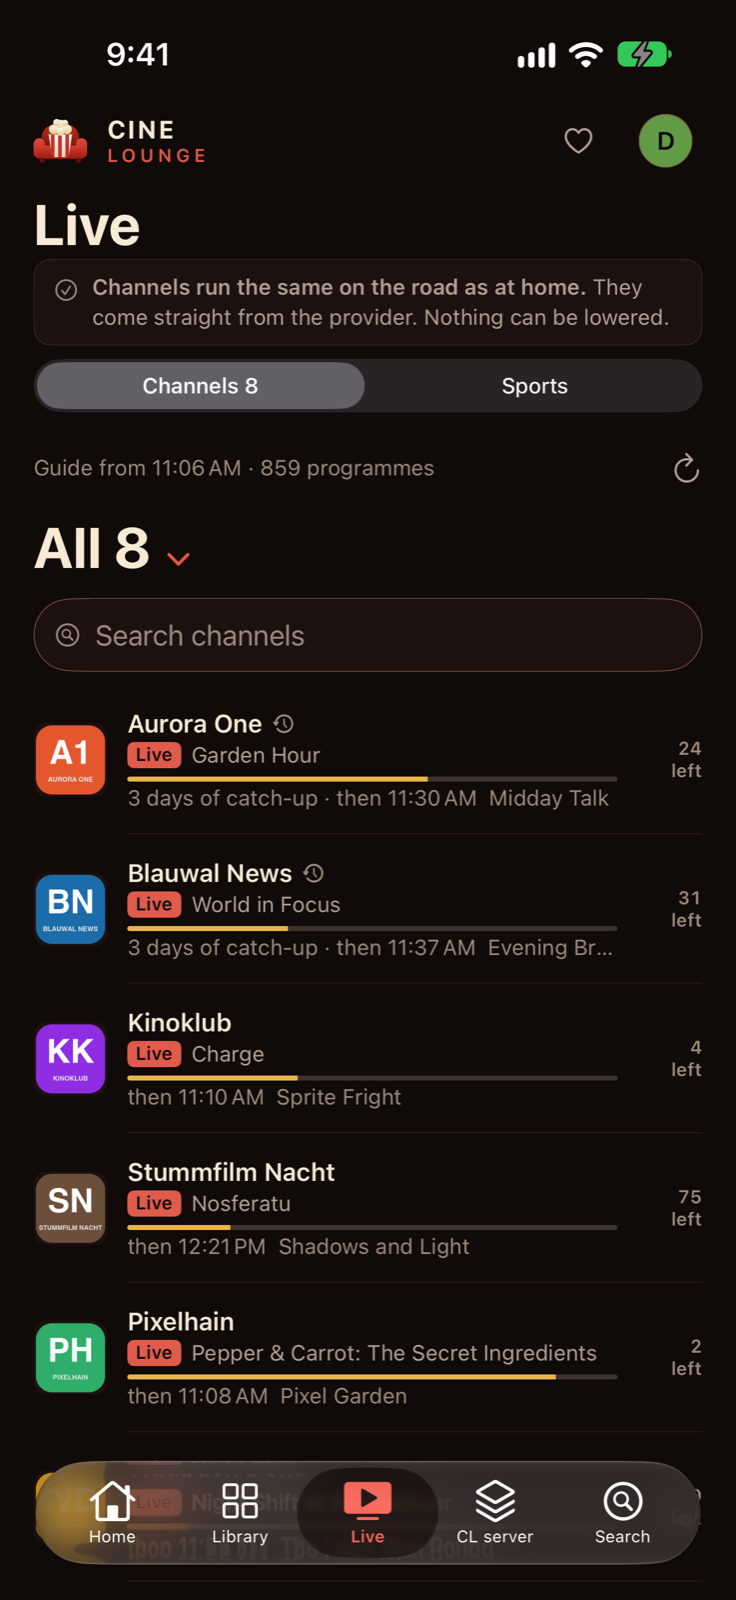 9:41
CINE
LOUNGE
D
Live
Channels run the same on the road as at home. They
come straight from the provider. Nothing can be lowered.
Channels 8
Sports
Guide from 11:06 AM · 859 programmes
All 8
Search channels
A1
AURORA ONE
Aurora One
Live Garden Hour
24
left
3 days of catch-up · then 11:30 AM Midday Talk
BN
BLAUWAL NEWS
Blauwal News
Live World in Focus
31
left
3 days of catch-up · then 11:37 AM Evening Br...
KK
KINOKLUB
Kinoklub
Live Charge
4
left
then 11:10 AM Sprite Fright
SN
STUMMFILM NACHT
Stummfilm Nacht
Live Nosferatu
75
left
then 12:21 PM Shadows and Light
PH
PIXELHAIN
Pixelhain
Live Pepper & Carrot: The Secret Ingredients
2
left
then 11:08 AM Pixel Garden
Live
Home
Library
Live
CL server
Search